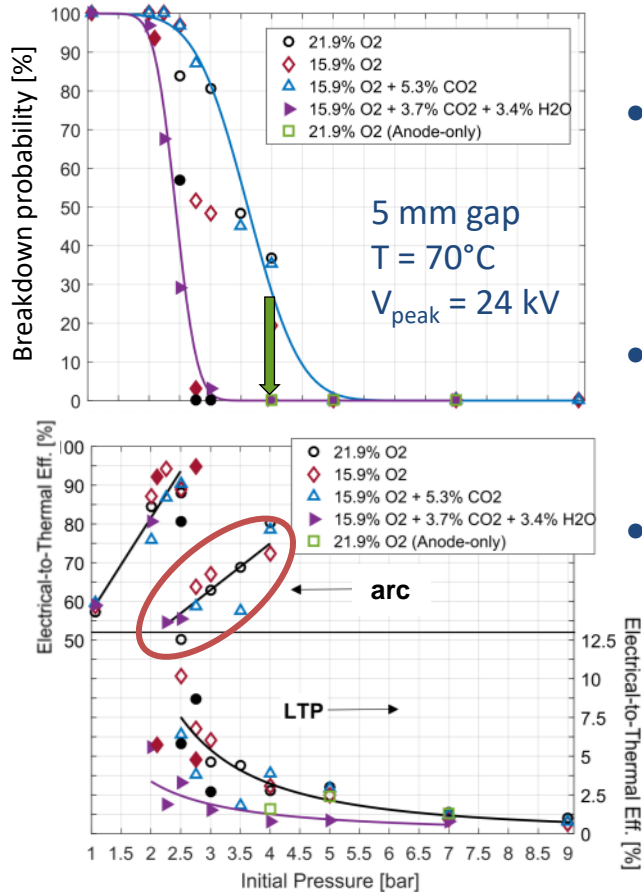 Breakdown probability [%]
100
90
80
70
60
50
40
30
20
10
0
21.9% O2
15.9% O2
15.9% O2 + 5.3% CO2
15.9% O2 + 3.7% CO2 + 3.4% H2O
21.9% O2 (Anode-only)
5 mm gap
T = 70°C
Vpeak = 24 kV
Electrical-to-Thermal Eff. [%]
100
90
80
70
60
50
21.9% O2
15.9% O2
15.9% O2 + 5.3% CO2
15.9% O2 + 3.7% CO2 + 3.4% H2O
21.9% O2 (Anode-only)
arc
LTP
12.5
10
7.5
5
2.5
0
Electrical-to-Thermal Eff. [%]
1 1.5 2 2.5 3 3.5 4 4.5 5 5.5 6 6.5 7 7.5 8 8.5 9
Initial Pressure [bar]